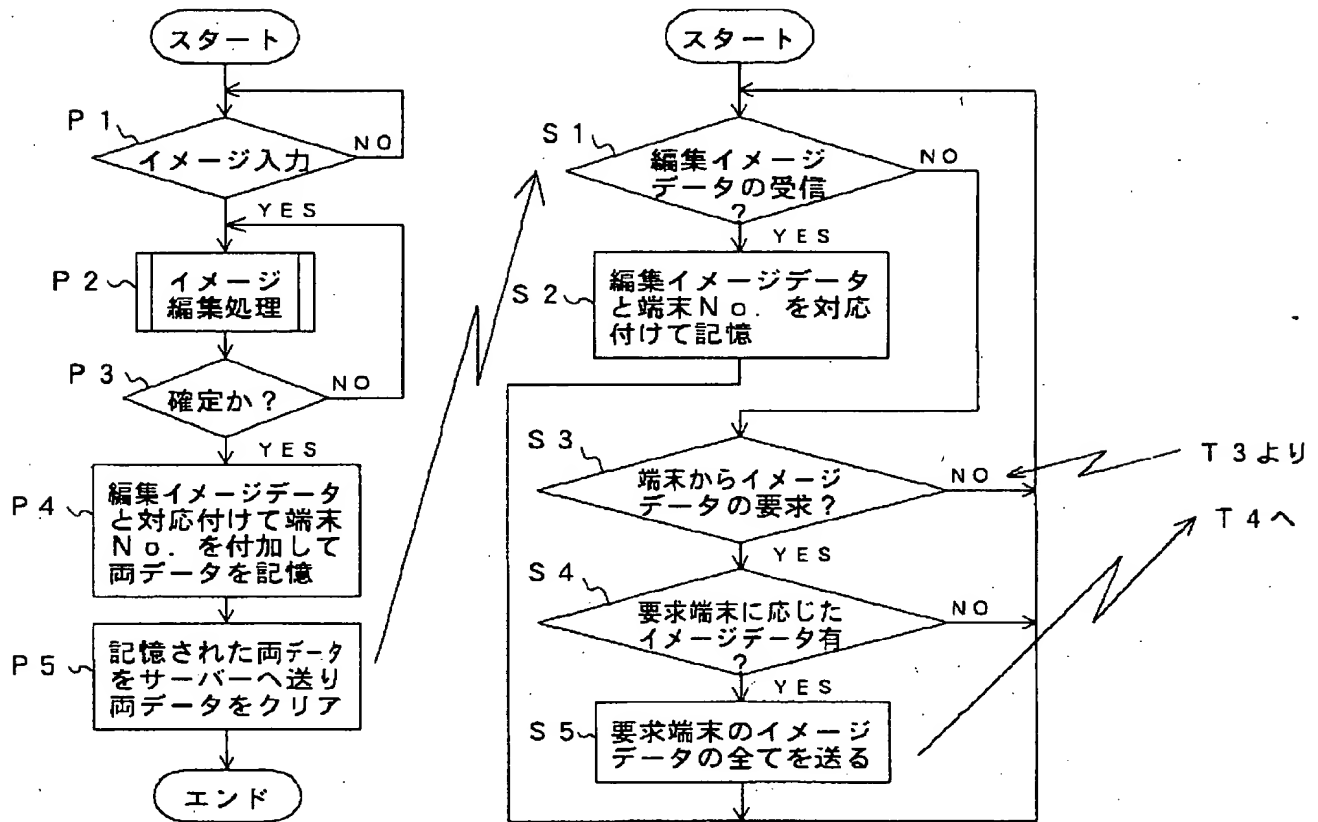 スタート
P1
イメージ入力
NO
YES
P2
イメージ
編集処理
P3
確定か?
NO
YES
P4
編集イメージデータ
と対応付けて端末
No. を付加して
両データを記憶
P5
記憶された両データ
をサーバーへ送り
両データをクリア
エンド
スタート
S1
編集イメージ
データの受信
?
NO
YES
S2
編集イメージデータ
と端末No. を対応
付けて記憶
S3
端末からイメージ
データの要求?
NO
T3より
YES
T4へ
S4
要求端末に応じた
イメージデータ有
?
NO
YES
S5
要求端末のイメージ
データの全てを送る